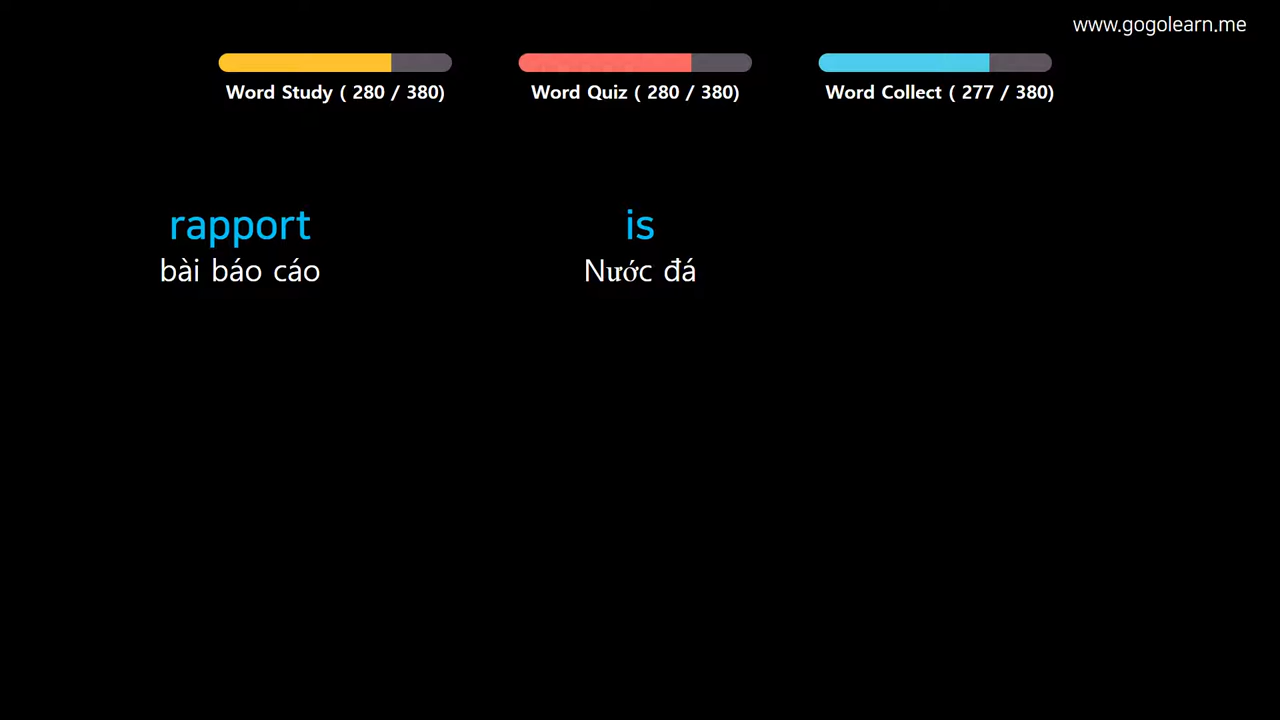 www.gogolearn.me
Word Study ( 280 / 380)
Word Quiz ( 280 / 380)
Word Collect ( 277 / 380)
rapport
bài báo cáo
is
Nước đá